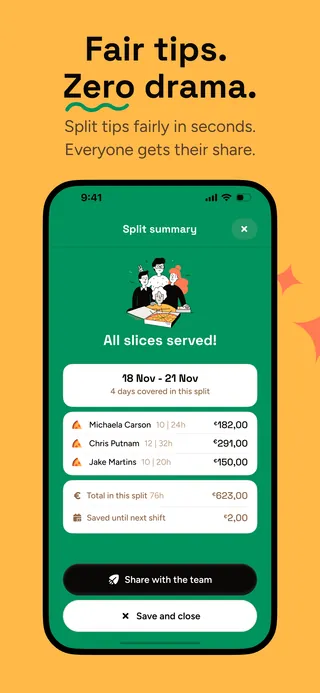 Fair tips.
Zero drama.
Split tips fairly in seconds.
Everyone gets their share.
9:41
Split summary
All slices served!
18 Nov - 21 Nov
4 days covered in this split
Michaela Carson 10 | 24h €182,00
Chris Putnam 12 | 32h €291,00
Jake Martins 10 | 20h €150,00
Total in this split 76h €623,00
Saved until next shift €2,00
Share with the team
Save and close